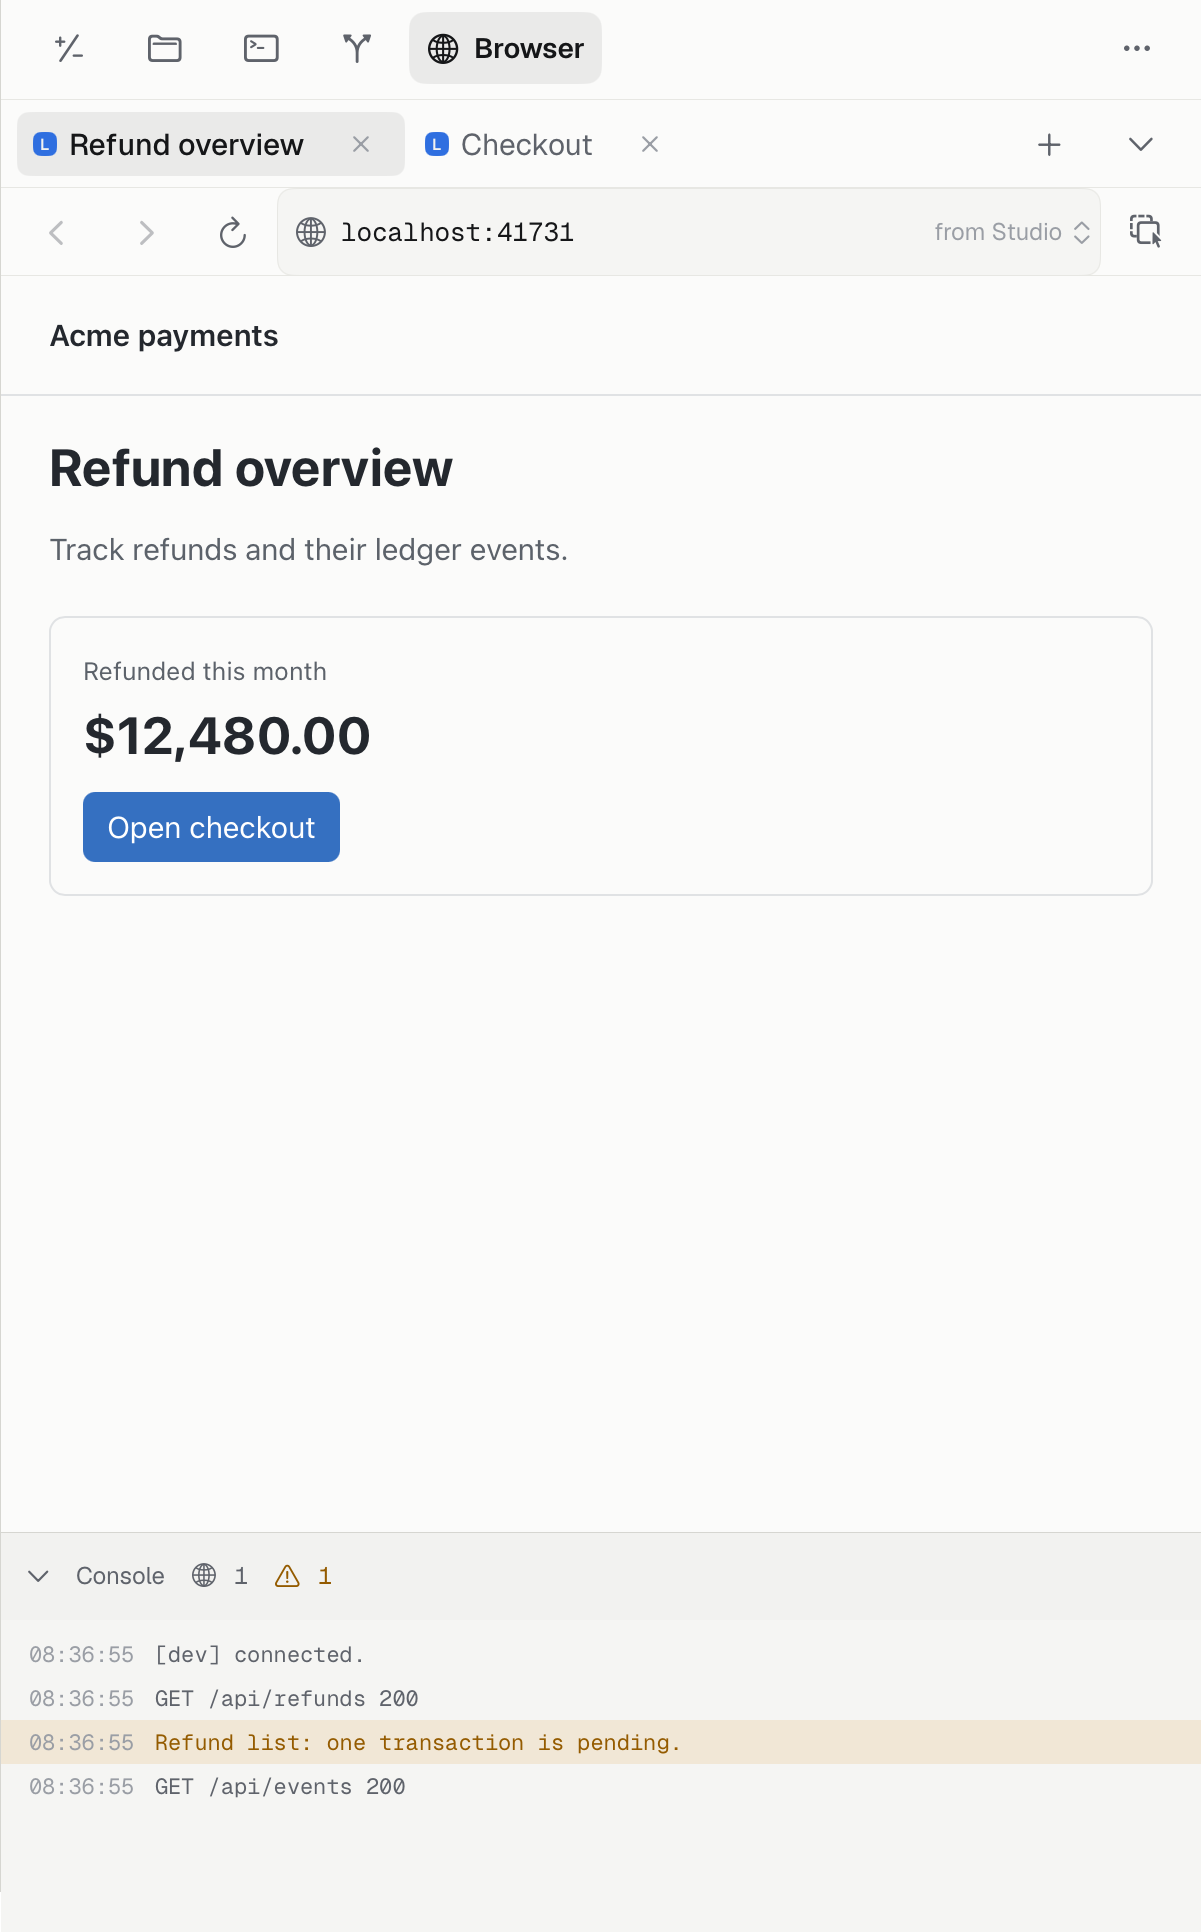 Browser
L Refund overview
L Checkout
localhost:41731
from Studio
Acme payments
Refund overview
Track refunds and their ledger events.
Refunded this month
$12,480.00
Open checkout
Console 1 1
08:36:55 [dev] connected.
08:36:55 GET /api/refunds 200
08:36:55 Refund list: one transaction is pending.
08:36:55 GET /api/events 200